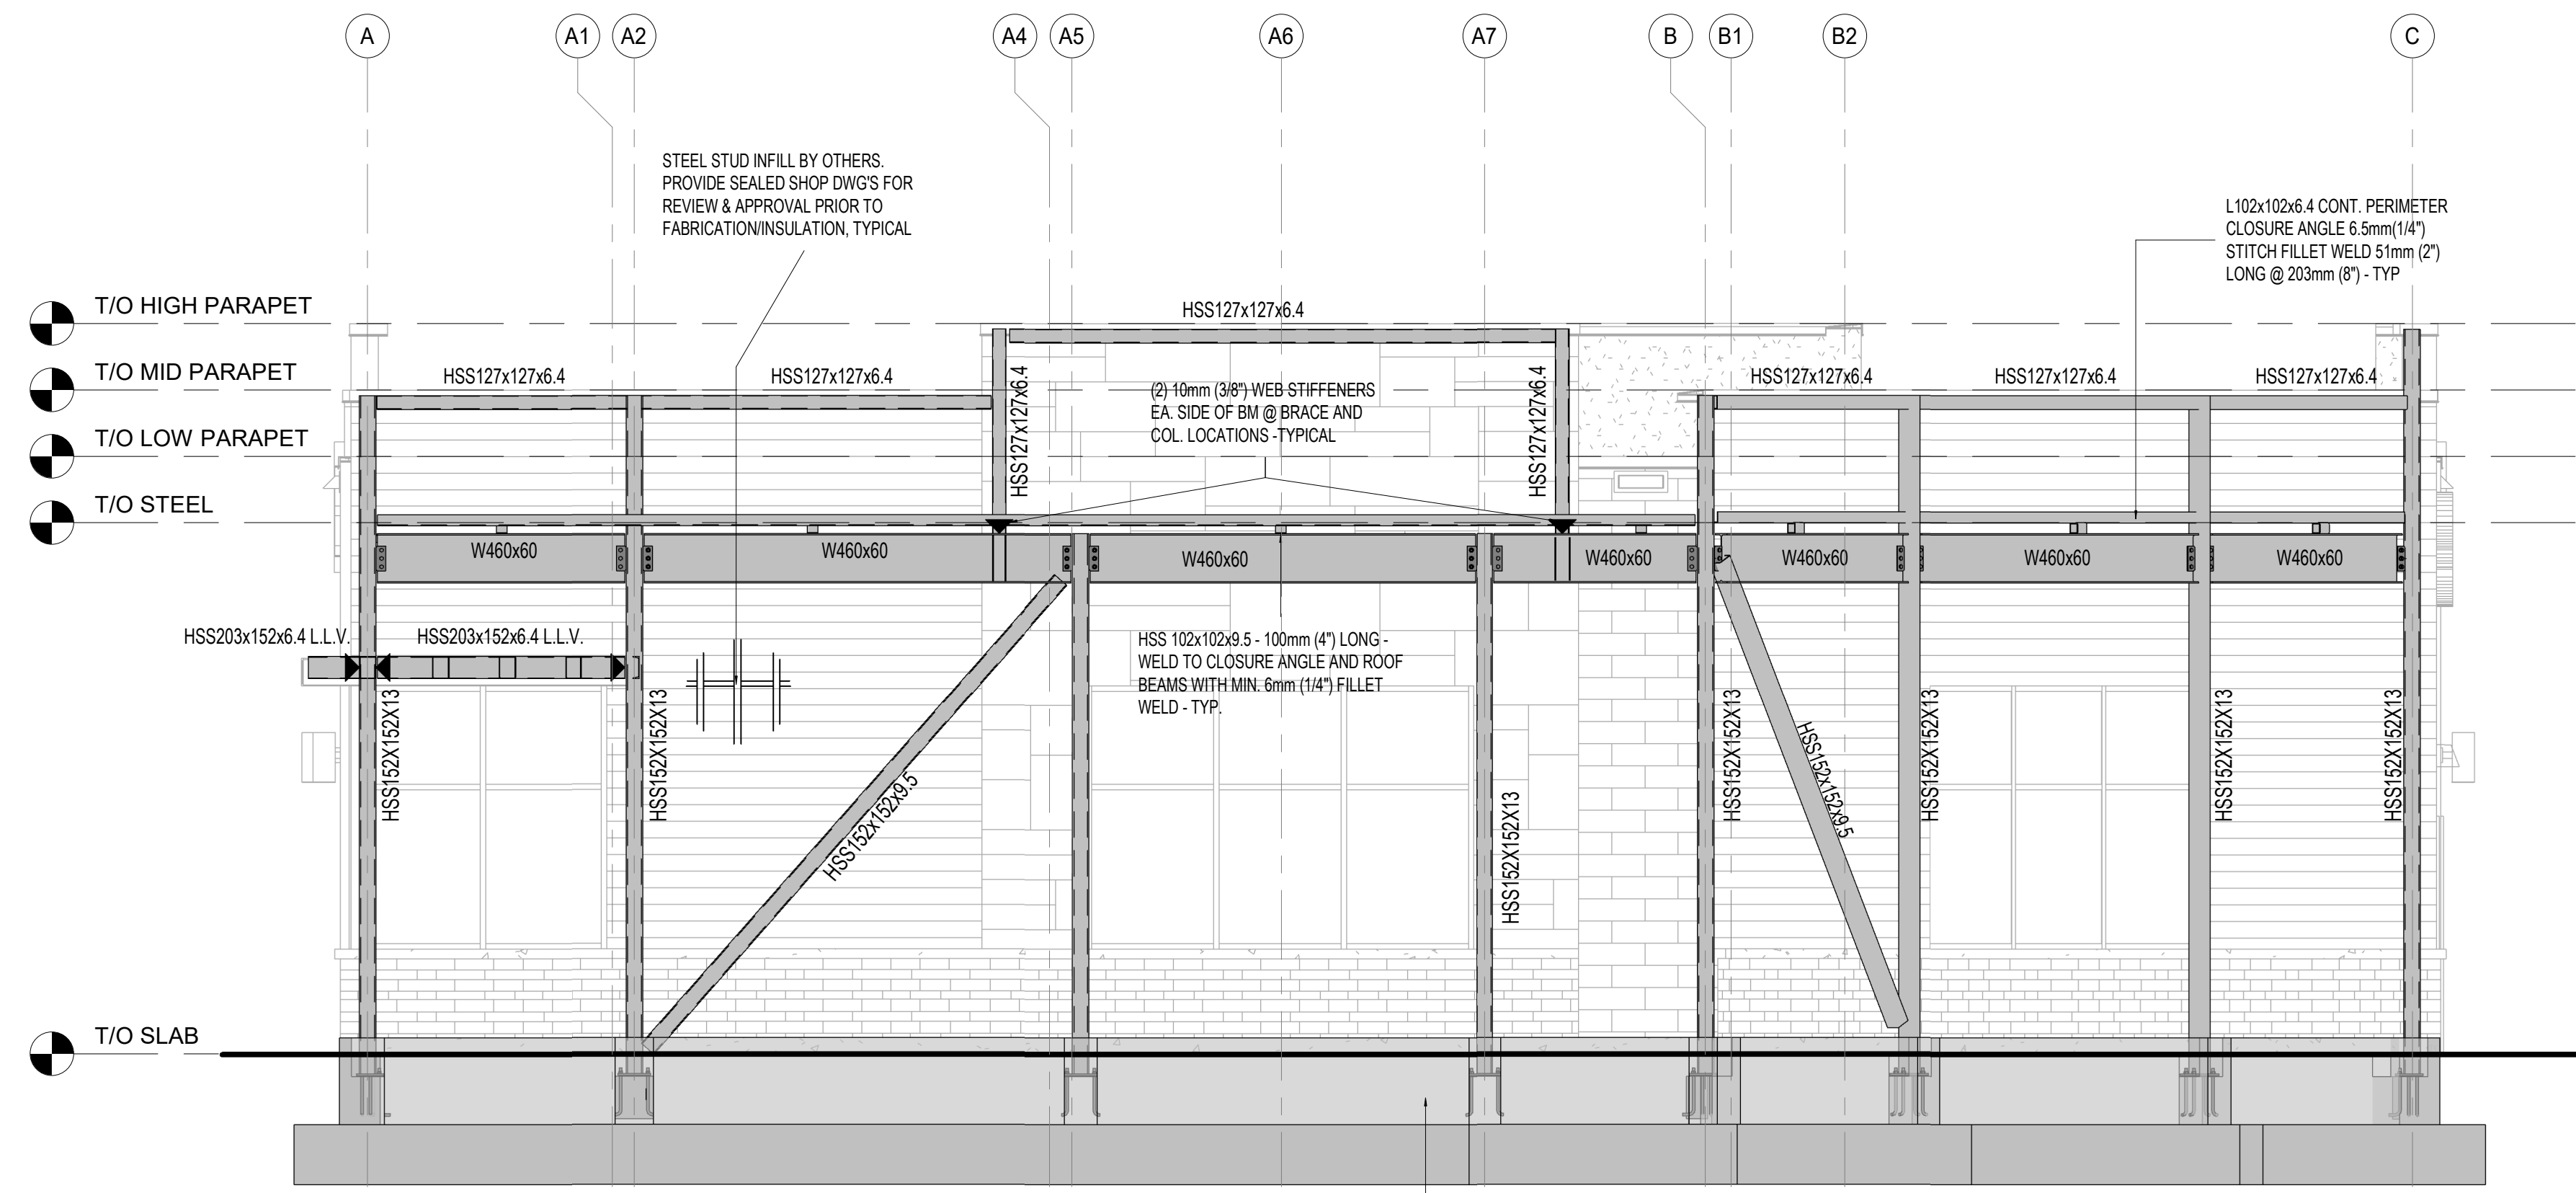 A
A1
A2
A4
A5
A6
A7
B
B1
B2
C
STEEL STUD INFILL BY OTHERS.
PROVIDE SEALED SHOP DWG'S FOR
REVIEW & APPROVAL PRIOR TO
FABRICATION/INSULATION, TYPICAL
L102x102x6.4 CONT. PERIMETER
CLOSURE ANGLE 6.5mm(1/4")
STITCH FILLET WELD 51mm (2")
LONG @ 203mm (8") - TYP
T/O HIGH PARAPET
HSS127x127x6.4
T/O MID PARAPET
HSS127x127x6.4
HSS127x127x6.4
HSS127x127x6.4
HSS127x127x6.4
HSS127x127x6.4
HSS127x127x6.4
(2) 10mm (3/8") WEB STIFFENERS
EA. SIDE OF BM @ BRACE AND
COL. LOCATIONS -TYPICAL
HSS127x127x6.4
T/O LOW PARAPET
T/O STEEL
W460x60
W460x60
W460x60
W460x60
W460x60
W460x60
W460x60
HSS203x152x6.4 L.L.V.
HSS203x152x6.4 L.L.V.
HSS 102x102x9.5 - 100mm (4") LONG -
WELD TO CLOSURE ANGLE AND ROOF
BEAMS WITH MIN. 6mm (1/4") FILLET
WELD - TYP.
HSS152X152X13
HSS152X152X13
HSS152x152x9.5
HSS152X152X13
HSS152X152X13
HSS152x152x9.5
HSS152X152X13
HSS152X152X13
HSS152X152X13
T/O SLAB